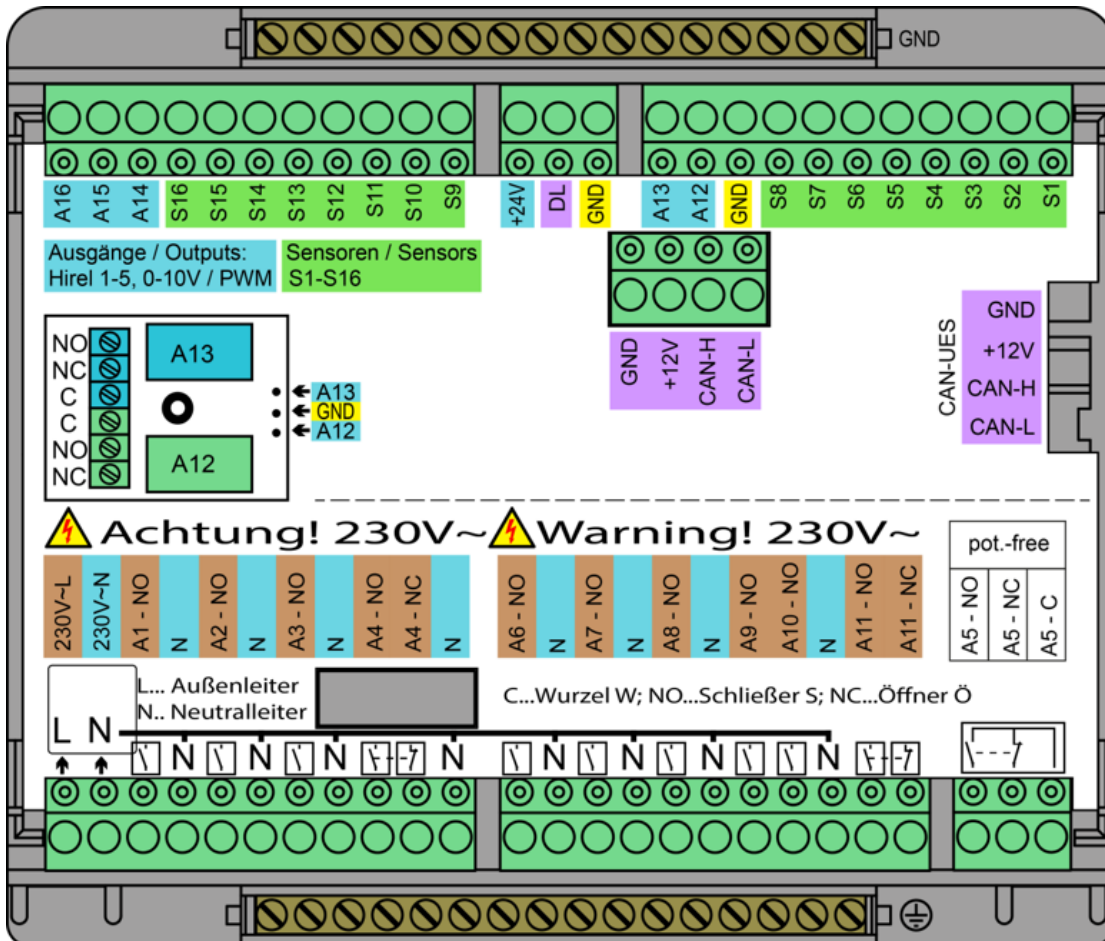 GND
A16 A15 A14 S16 S15 S14 S13 S12 S11 S10 S9 +24V DL GND A13 A12 GND S8 S7 S6 S5 S4 S3 S2 S1
Ausgänge / Outputs:
Hirel 1-5, 0-10V / PWM
Sensoren / Sensors
S1-S16
GND +12V CAN-H CAN-L
CAN-UES
GND
+12V
CAN-H
CAN-L
NO
NC
C
C
NO
NC
A13
A12
A13
GND
A12
Achtung! 230V~
Warning! 230V~
230V~L 230V~N A1 - NO N A2 - NO N A3 - NO N A4 - NO A4 - NC N A6 - NO N A7 - NO N A8 - NO N A9 - NO A10 - NO N A11 - NO A11 - NC
pot.-free
A5 - NO A5 - NC A5 - C
L... Außenleiter
N.. Neutralleiter
C...Wurzel W; NO...Schließer S; NC...Öffner Ö
L N N N N N N N N N